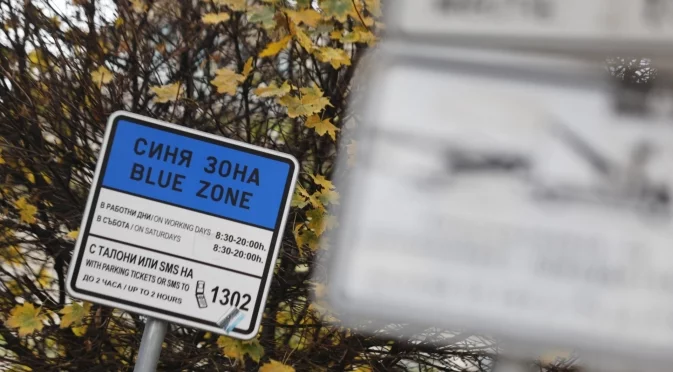 СИНЯ ЗОНА
BLUE ZONE
В РАБОТНИ ДНИ / ON WORKING DAYS 8:30-20:00h.
В СЪБОТА / ON SATURDAYS 8:30-20:00h.
С ТАЛОНИ ИЛИ SMS НА
WITH PARKING TICKETS OR SMS TO 1302
ДО 2 ЧАСА / UP TO 2 HOURS